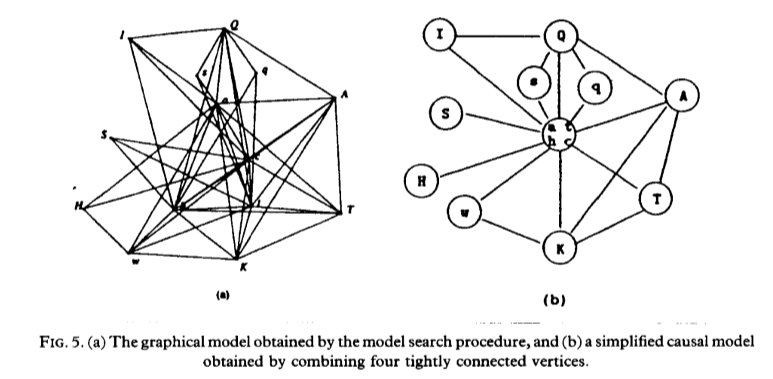 I
Q
s
q
a
A
S
c
H
T
w
K
(a)
I
Q
s
q
A
S
a t
h c
H
w
T
K
(b)
FIG. 5. (a) The graphical model obtained by the model search procedure, and (b) a simplified causal model
obtained by combining four tightly connected vertices.